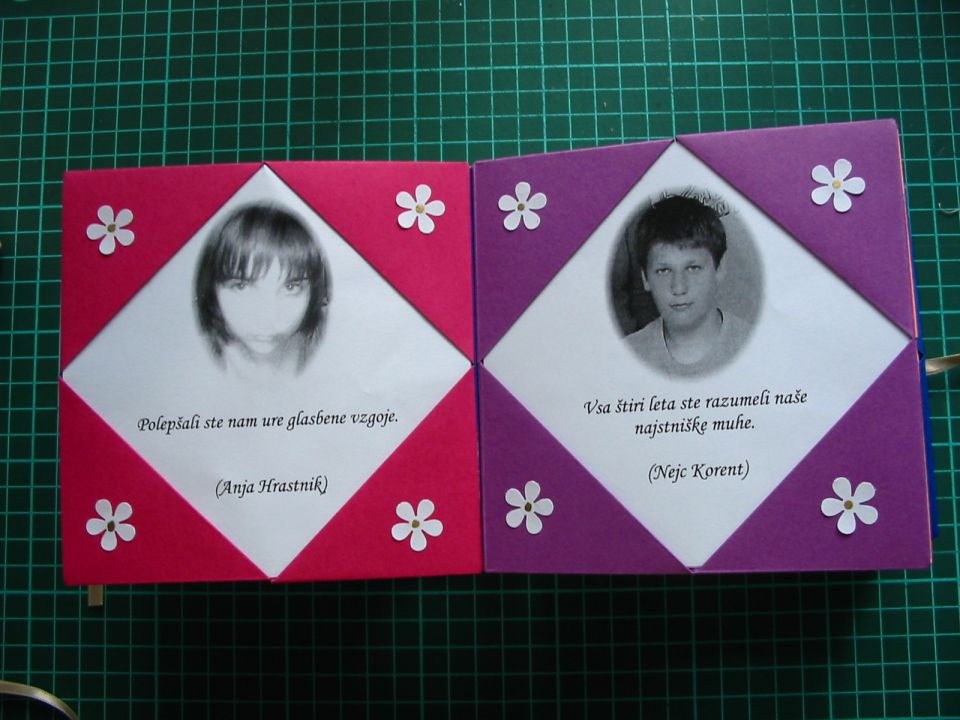 Polepšali ste nam ure glasbene vzgoje.
(Anja Hrastnik)
Vsa štiri leta ste razumeli naše
najstniške muhe.
(Nejc Korent)